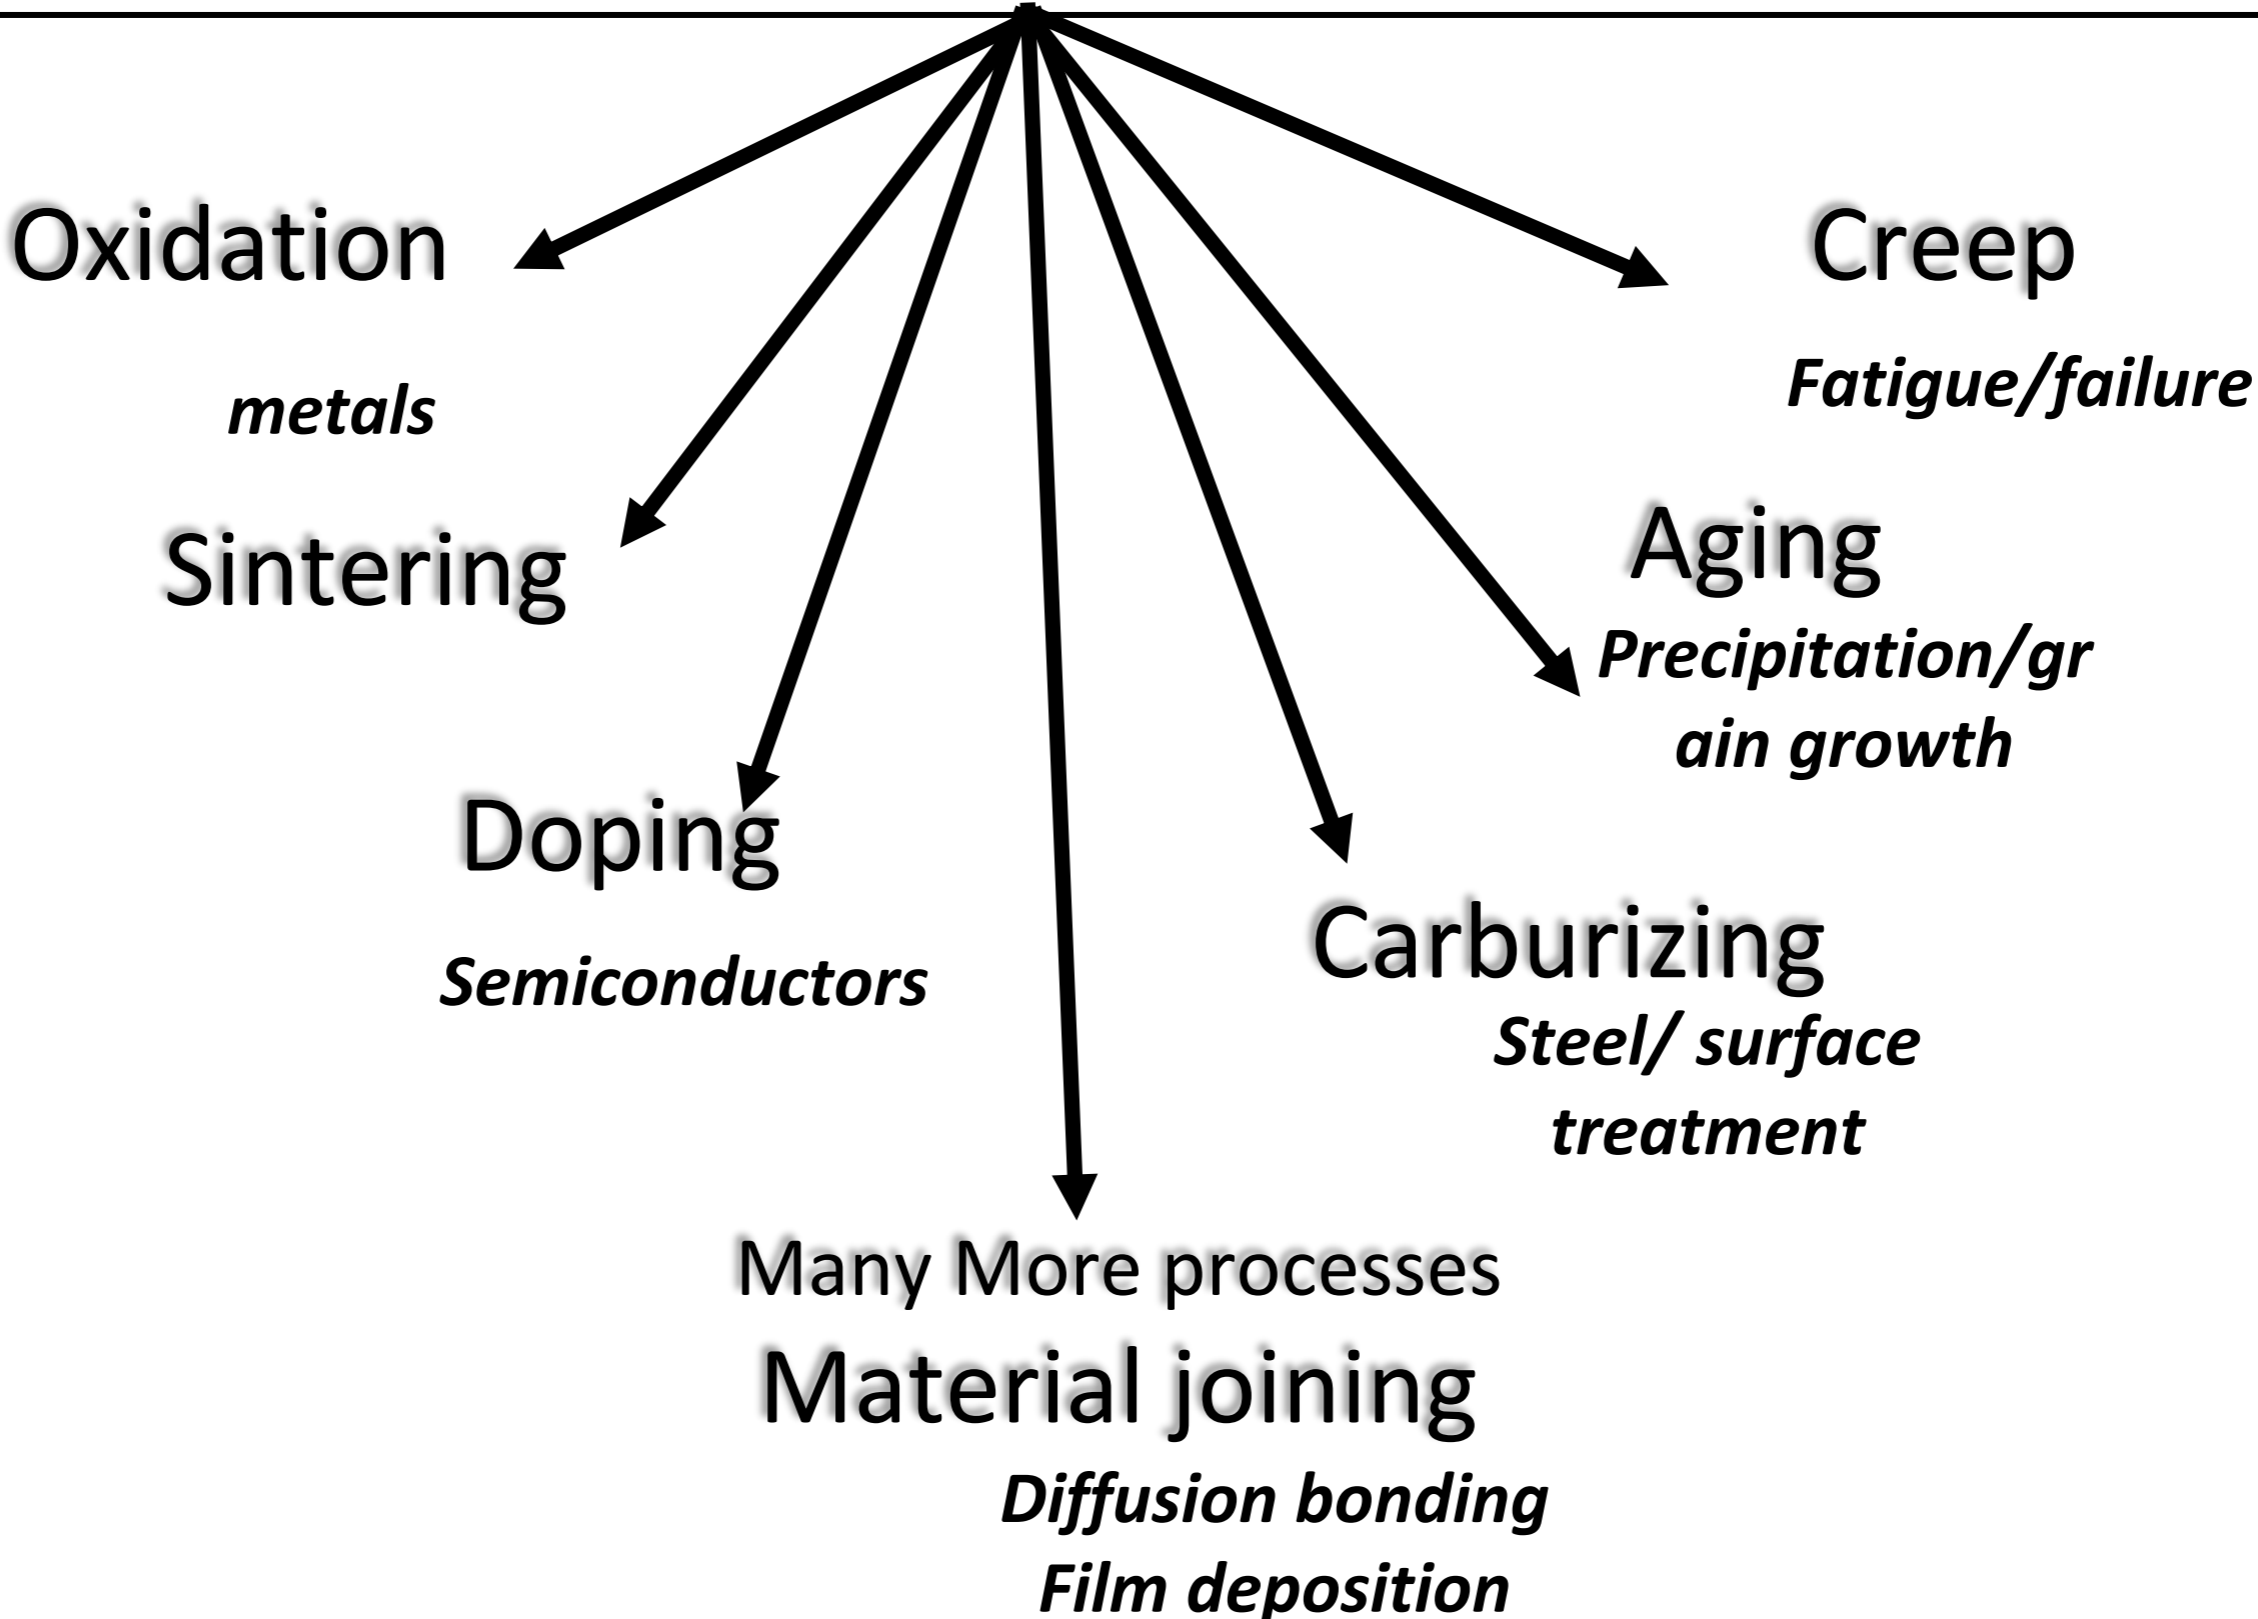 Oxidation
metals
Sintering
Doping
Semiconductors
Creep
Fatigue/failure
Aging
Precipitation/gr
ain growth
Carburizing
Steel/ surface
treatment
Many More processes
Material joining
Diffusion bonding
Film deposition